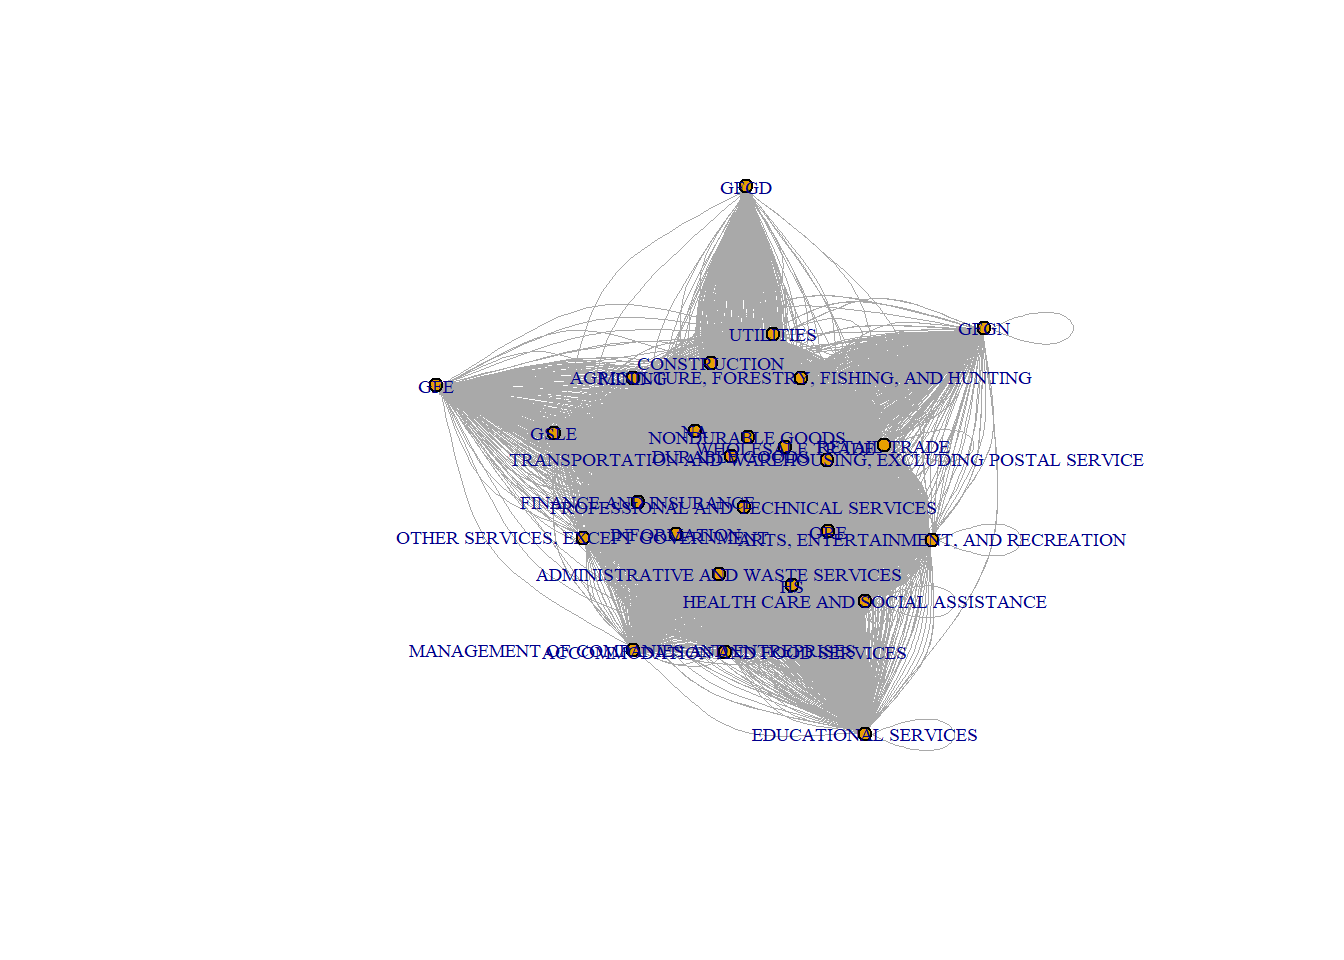 GFGD
UTILITIES
GFGN
CONSTRUCTION
MINING
AGRICULTURE, FORESTRY, FISHING, AND HUNTING
GFE
GSLE
NA
NONDURABLE GOODS
WHOLESALE TRADE
RETAIL TRADE
DURABLE GOODS
TRANSPORTATION AND WAREHOUSING, EXCLUDING POSTAL SERVICE
FINANCE AND INSURANCE
PROFESSIONAL AND TECHNICAL SERVICES
INFORMATION
OTHER SERVICES, EXCEPT GOVERNMENT
ARTS, ENTERTAINMENT, AND RECREATION
ADMINISTRATIVE AND WASTE SERVICES
HS
HEALTH CARE AND SOCIAL ASSISTANCE
MANAGEMENT OF COMPANIES AND ENTREPRISES
ACCOMMODATION AND FOOD SERVICES
EDUCATIONAL SERVICES